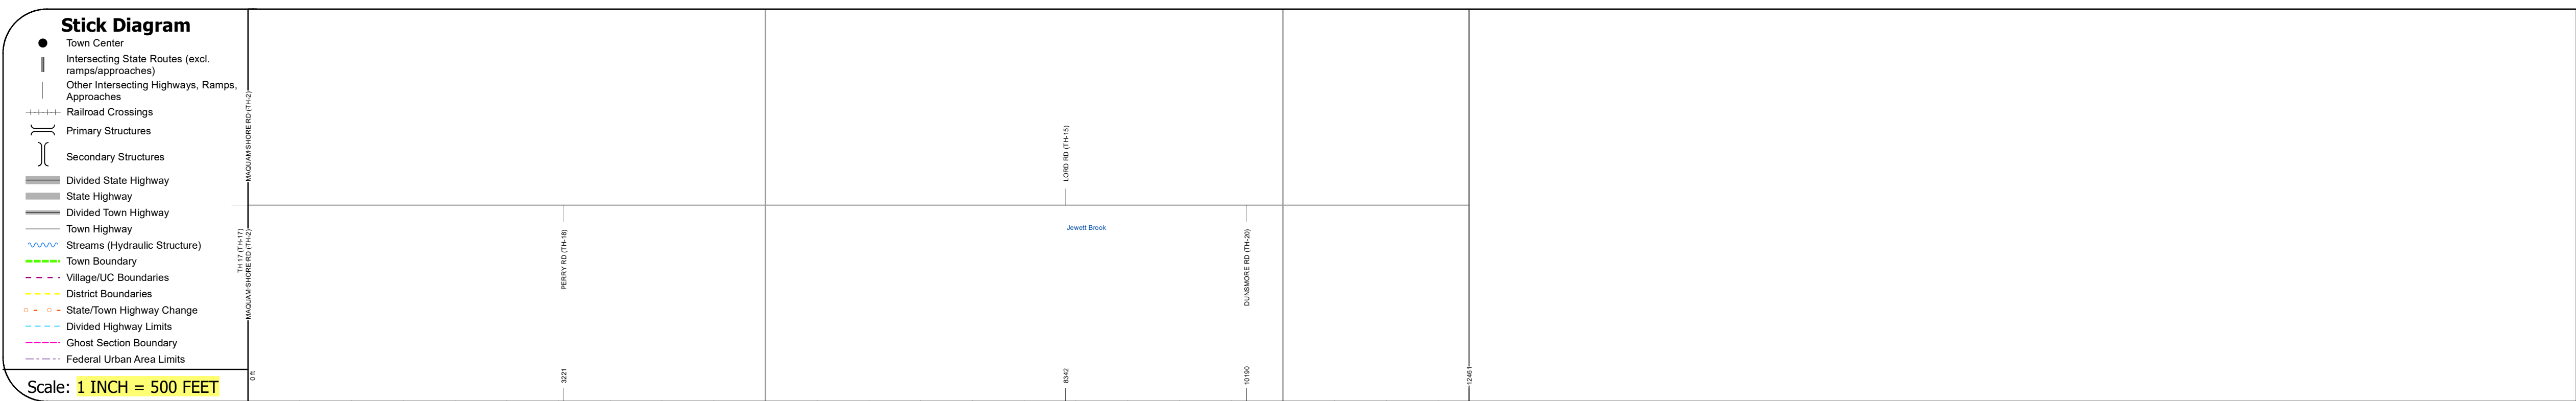 Stick Diagram
Town Center
Intersecting State Routes (excl.
ramps/approaches)
Other Intersecting Highways, Ramps,
Approaches
Railroad Crossings
Primary Structures
Secondary Structures
Divided State Highway
State Highway
Divided Town Highway
Town Highway
Streams (Hydraulic Structure)
Town Boundary
Village/UC Boundaries
District Boundaries
State/Town Highway Change
Divided Highway Limits
Ghost Section Boundary
Federal Urban Area Limits
Scale: 1 INCH = 500 FEET
MAQUAM SHORE RD (TH-2)
TH 17 (TH-17)
MAQUAM SHORE RD (TH-2)
0 ft
PERRY RD (TH-18)
3221
LORD RD (TH-15)
Jewett Brook
8342
DUNSMORE RD (TH-20)
10190
12461